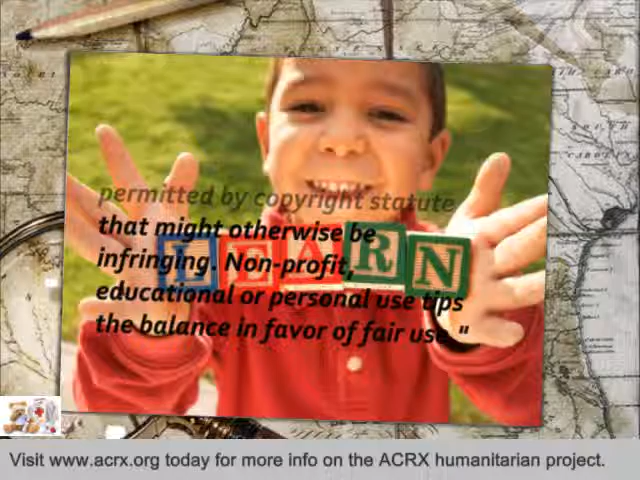 permitted by copyright statute
that might otherwise be
infringing. Non-profit,
educational or personal use tips
the balance in favor of fair use."
LEARN
Visit www.acrx.org today for more info on the ACRX humanitarian project.